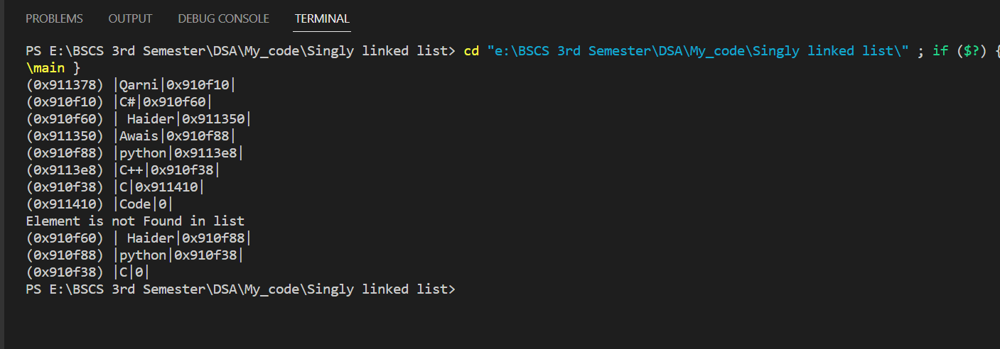 PROBLEMS OUTPUT DEBUG CONSOLE TERMINAL
PS E:\BSCS 3rd Semester\DSA\My_code\Singly linked list> cd "e:\BSCS 3rd Semester\DSA\My_code\Singly linked list\" ; if ($?) {
\main }
(0x911378) |Qarni|0x910f10|
(0x910f10) |C#|0x910f60|
(0x910f60) | Haider|0x911350|
(0x911350) |Awais|0x910f88|
(0x910f88) |python|0x9113e8|
(0x9113e8) |C++|0x910f38|
(0x910f38) |C|0x911410|
(0x911410) |Code|0|
Element is not Found in list
(0x910f60) | Haider|0x910f88|
(0x910f88) |python|0x910f38|
(0x910f38) |C|0|
PS E:\BSCS 3rd Semester\DSA\My_code\Singly linked list>